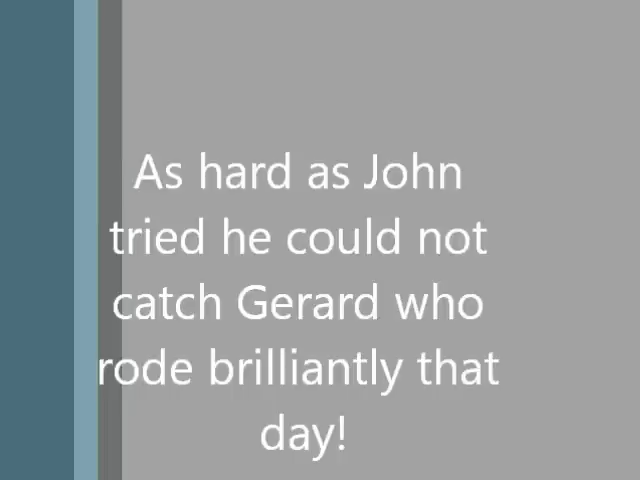 As hard as John
tried he could not
catch Gerard who
rode brilliantly that
day!